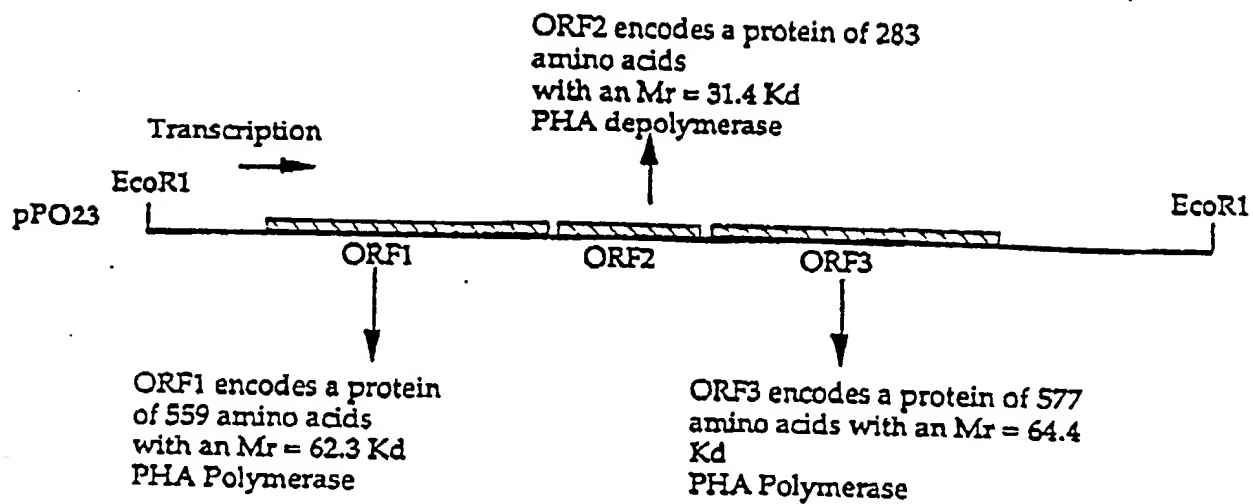 ORF2 encodes a protein of 283
amino acids
with an Mr = 31.4 Kd
PHA depolymerase
Transcription
EcoR1
EcoR1
pPO23
ORF1
ORF2
ORF3
ORF1 encodes a protein
of 559 amino acids
with an Mr = 62.3 Kd
PHA Polymerase
ORF3 encodes a protein of 577
amino acids with an Mr = 64.4
Kd
PHA Polymerase